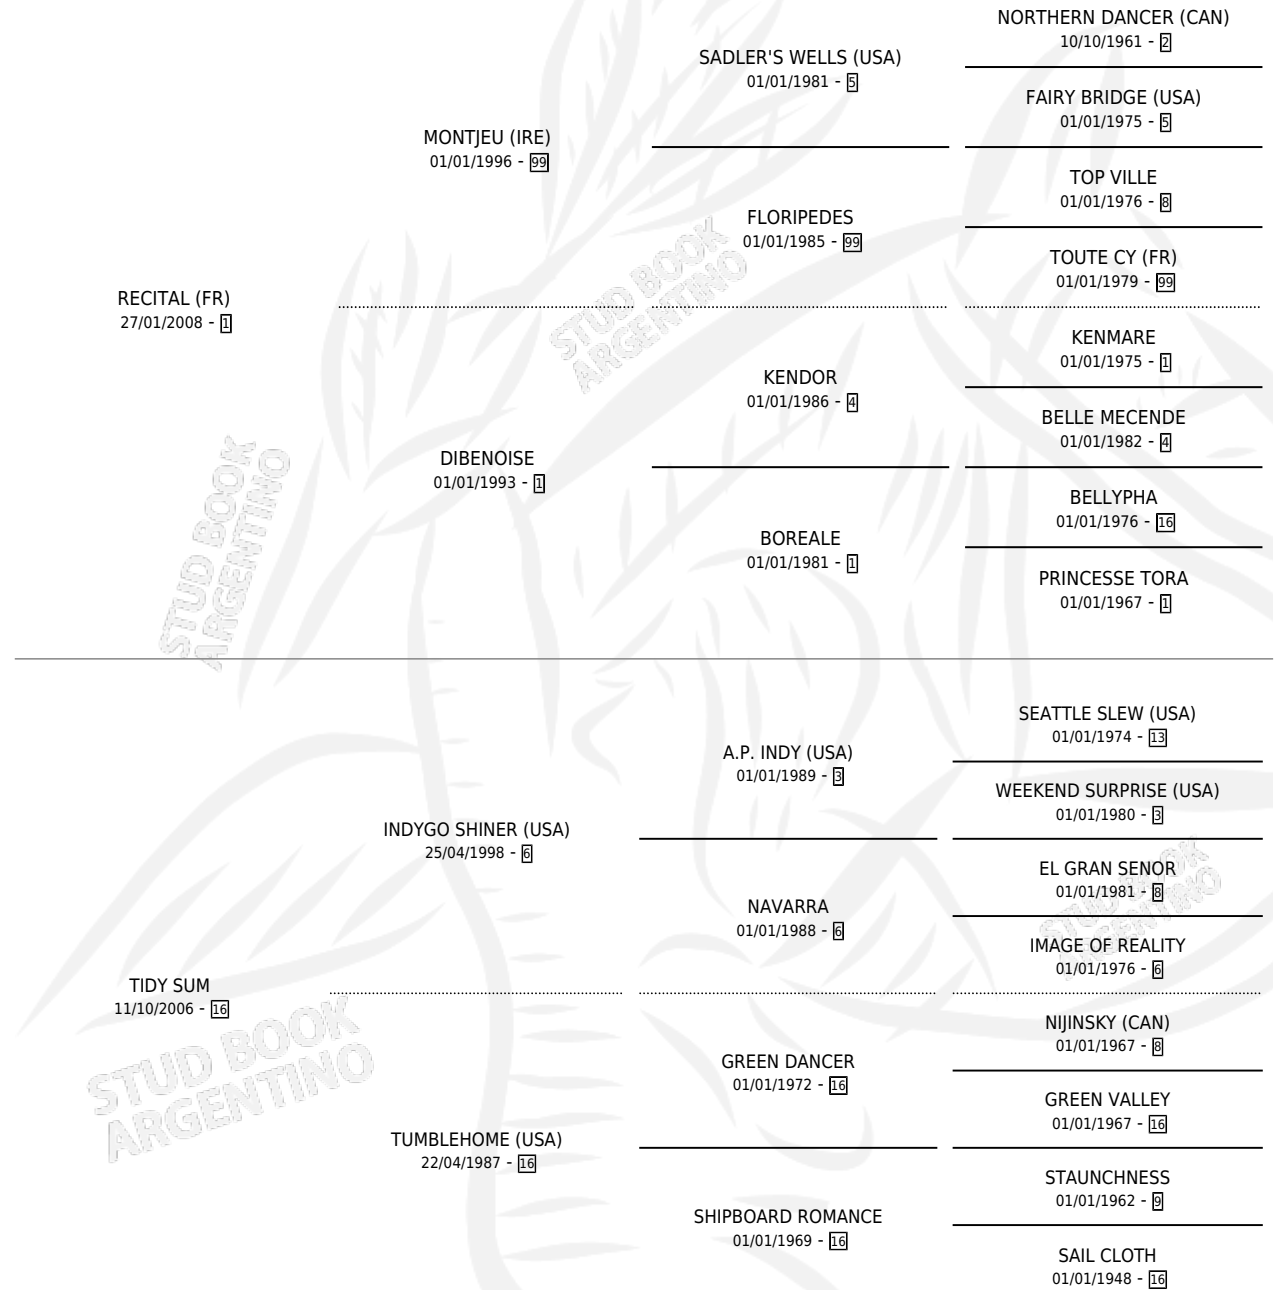 NORTHERN DANCER (CAN)
10/10/1961 - 2
SADLER'S WELLS (USA)
01/01/1981 - 5
FAIRY BRIDGE (USA)
01/01/1975 - 5
MONTJEU (IRE)
01/01/1996 - 99
TOP VILLE
01/01/1976 - 8
FLORIPEDES
01/01/1985 - 99
TOUTE CY (FR)
01/01/1979 - 99
RECITAL (FR)
27/01/2008 - 1
KENMARE
01/01/1975 - 1
KENDOR
01/01/1986 - 4
BELLE MECENDE
01/01/1982 - 4
DIBENOISE
01/01/1993 - 1
BELLYPHA
01/01/1976 - 16
BOREALE
01/01/1981 - 1
PRINCESSE TORA
01/01/1967 - 1
SEATTLE SLEW (USA)
01/01/1974 - 13
A.P. INDY (USA)
01/01/1989 - 3
WEEKEND SURPRISE (USA)
01/01/1980 - 3
INDYGO SHINER (USA)
25/04/1998 - 6
EL GRAN SENOR
01/01/1981 - 8
NAVARRA
01/01/1988 - 6
IMAGE OF REALITY
01/01/1976 - 6
TIDY SUM
11/10/2006 - 16
NIJINSKY (CAN)
01/01/1967 - 8
GREEN DANCER
01/01/1972 - 16
GREEN VALLEY
01/01/1967 - 16
TUMBLEHOME (USA)
22/04/1987 - 16
STAUNCHNESS
01/01/1962 - 9
SHIPBOARD ROMANCE
01/01/1969 - 16
SAIL CLOTH
01/01/1948 - 16
STUD BOOK
ARGENTINO
STUD BOOK
ARGENTINO
STUD BOOK
ARGENTINO
STUD BOOK
ARGENTINO